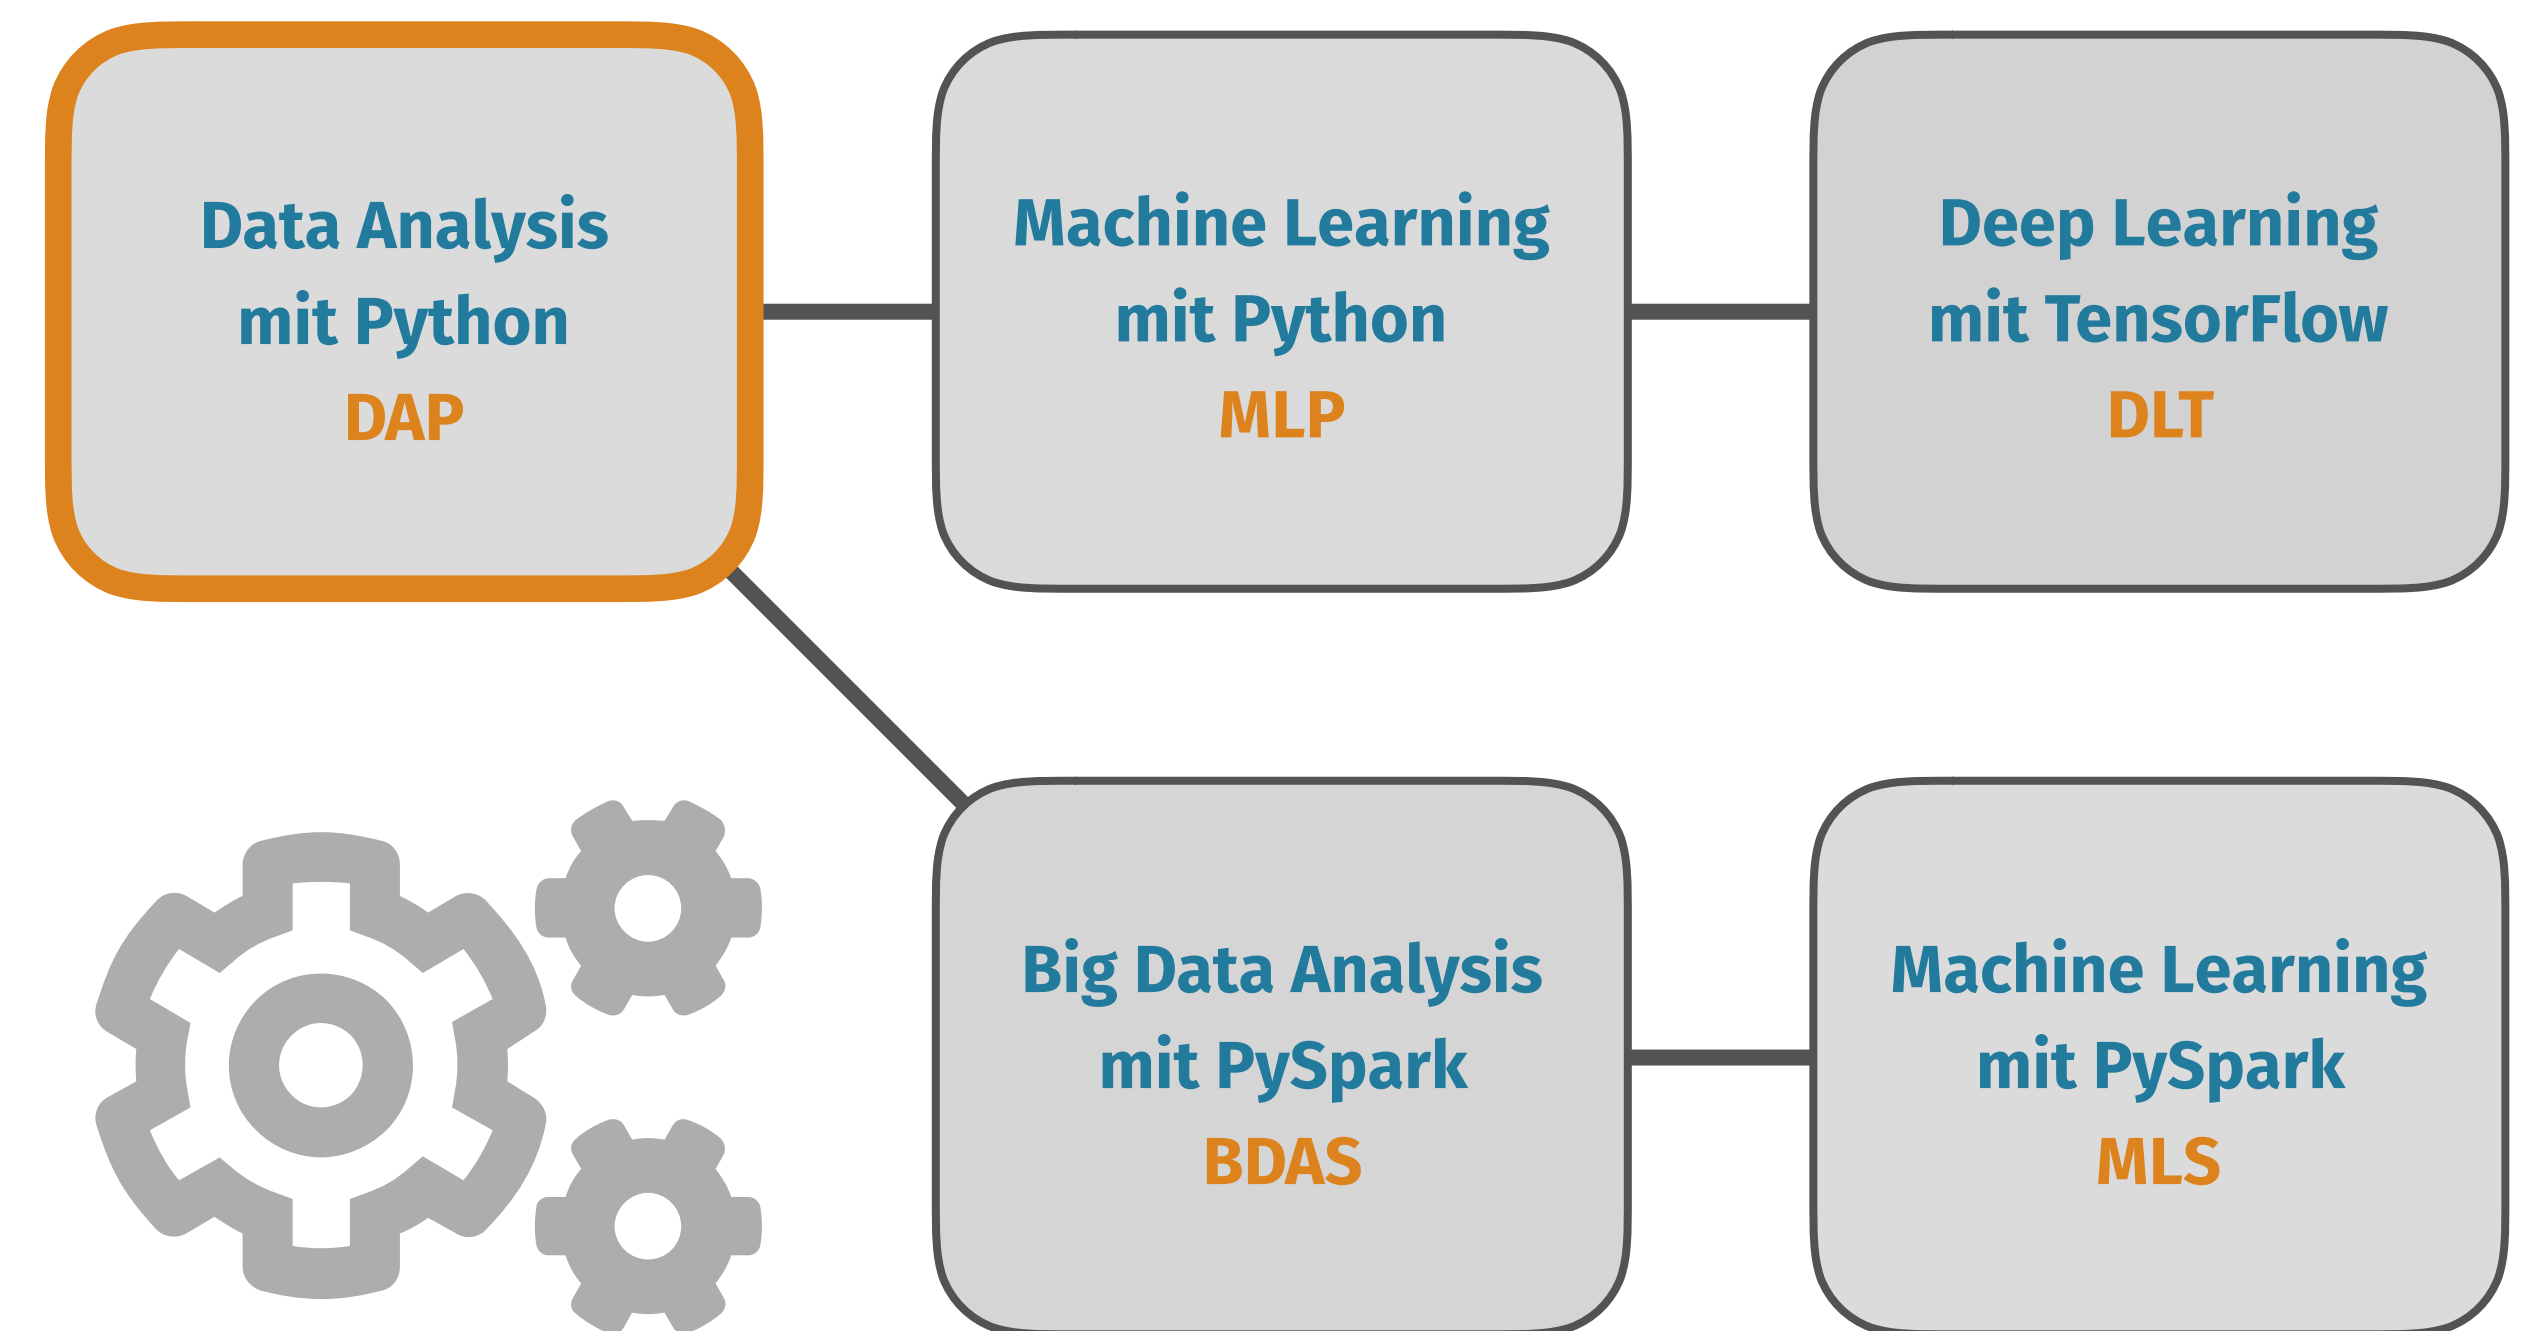 Data Analysis
mit Python
DAP
Machine Learning
mit Python
MLP
Deep Learning
mit TensorFlow
DLT
Big Data Analysis
mit PySpark
BDAS
Machine Learning
mit PySpark
MLS